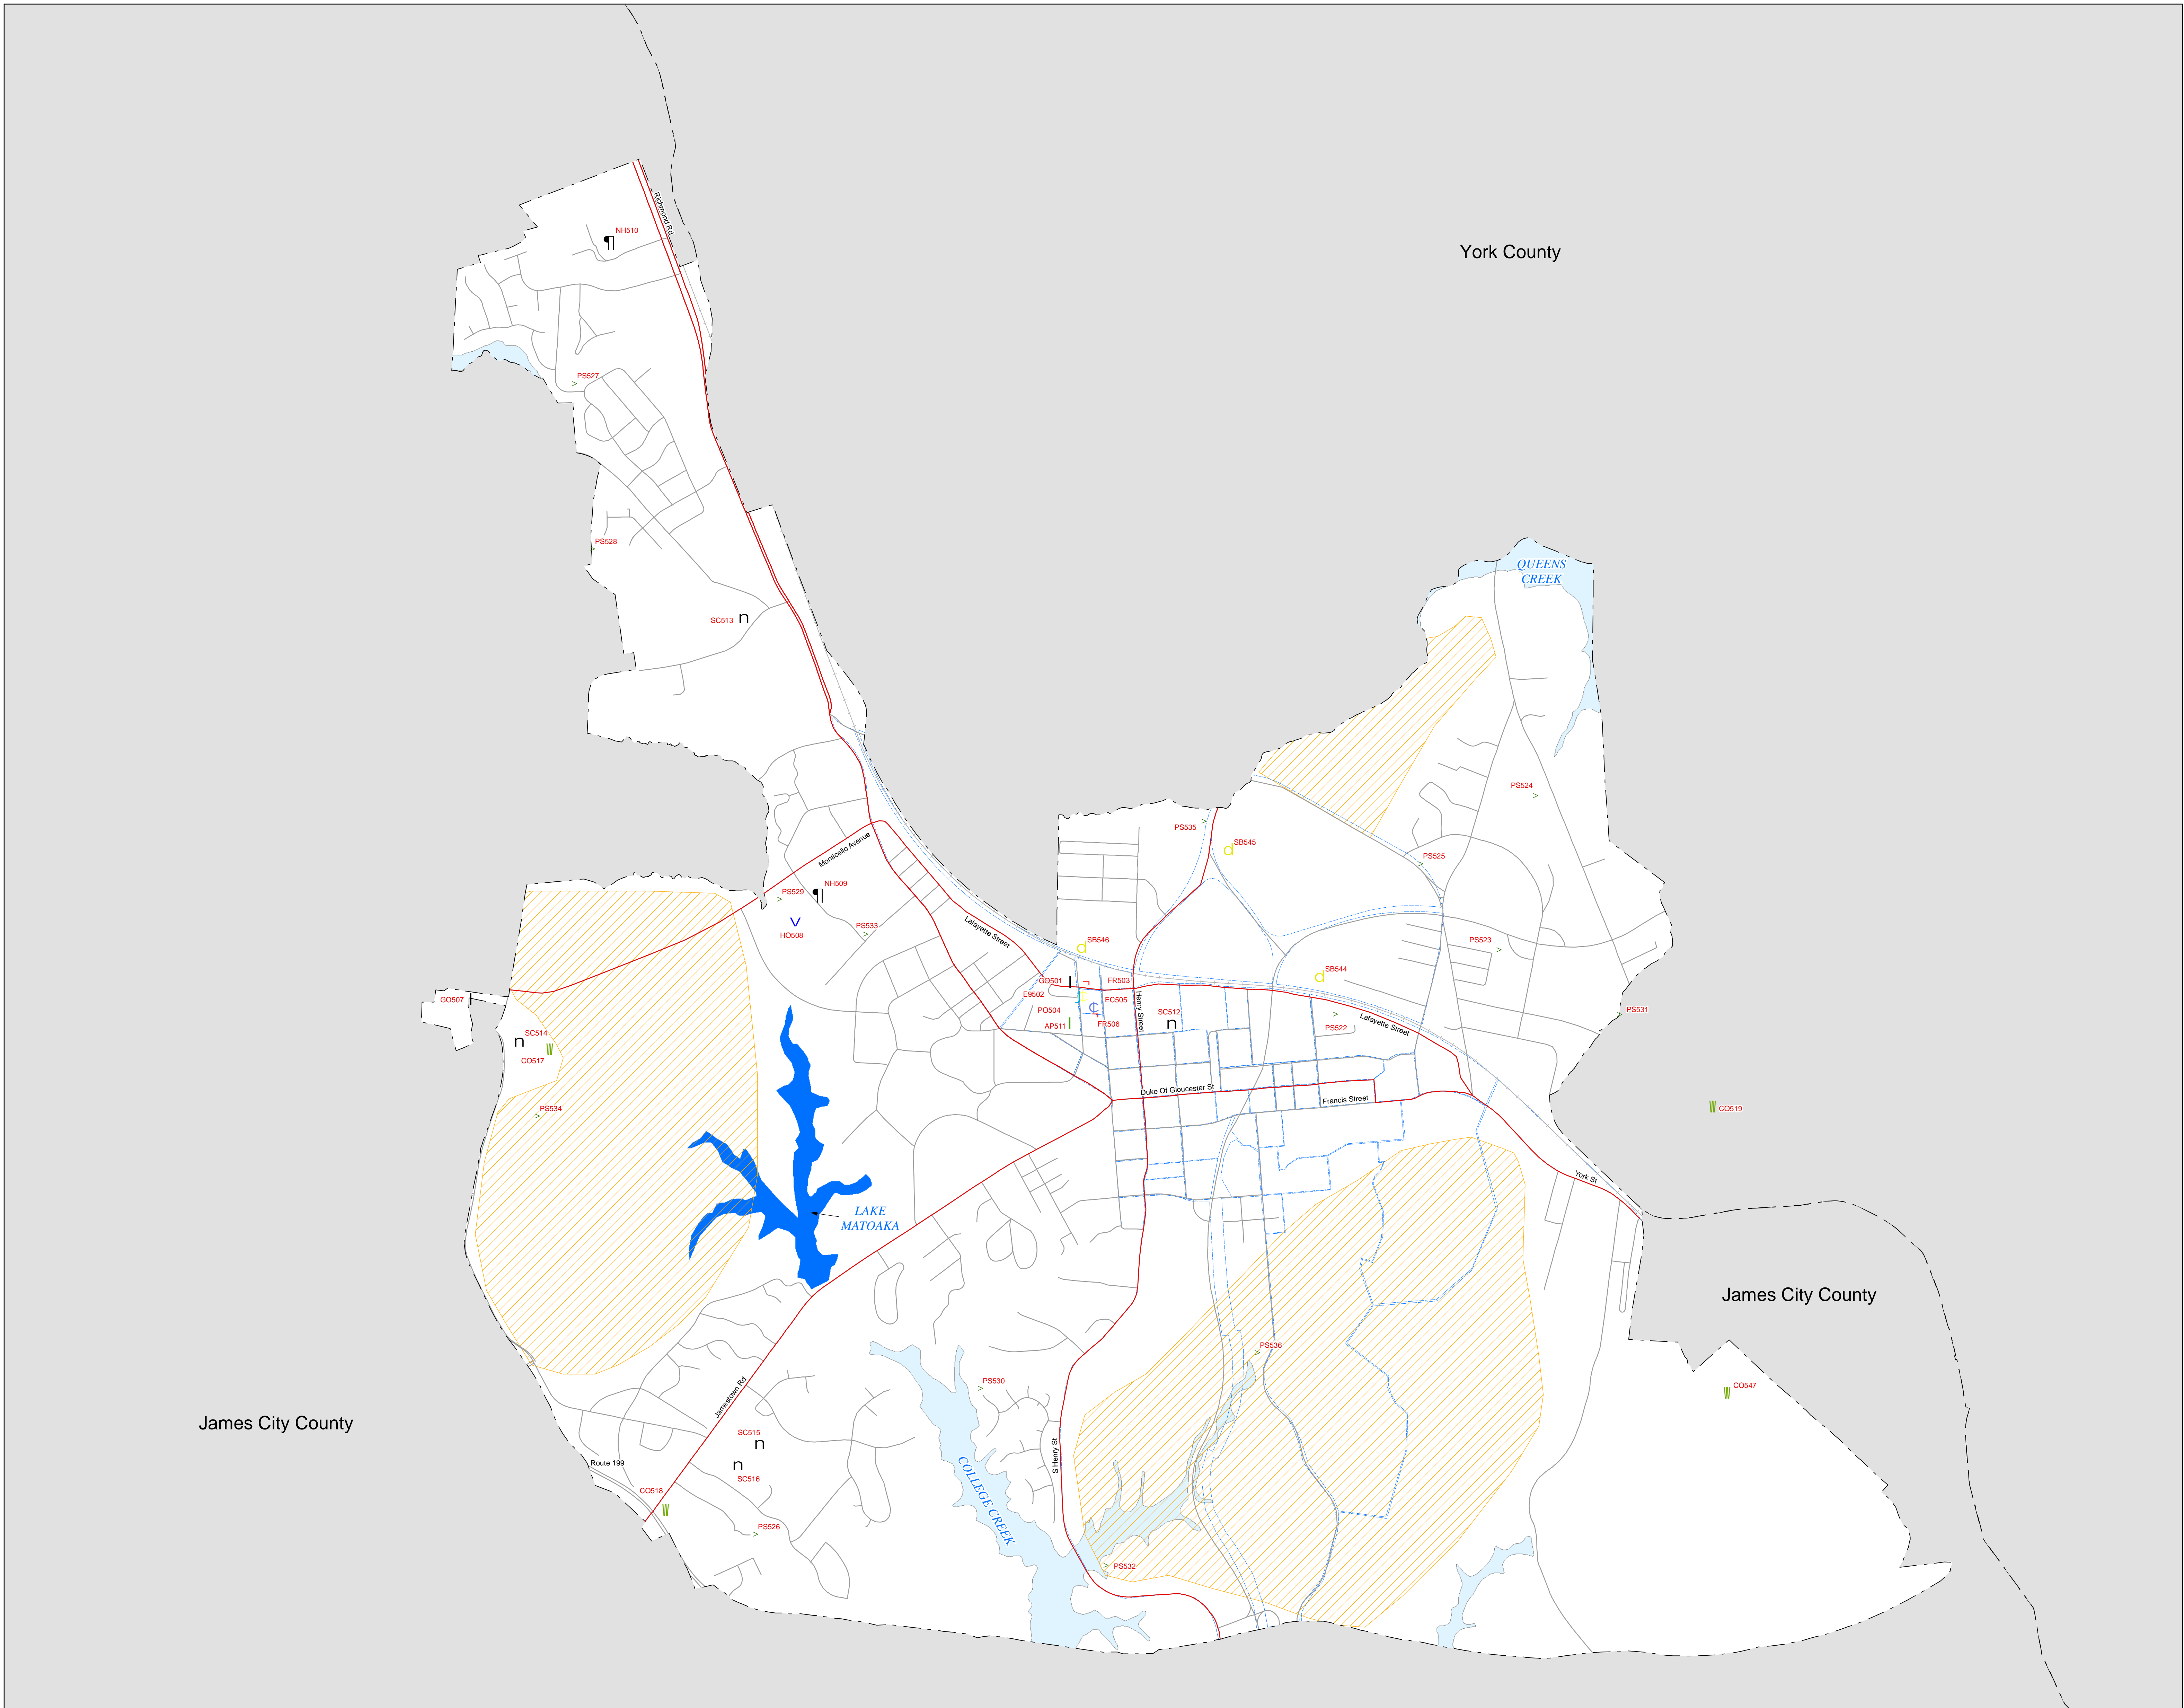 Richmond Rd
NH510
York County
PS527
PS528
QUEENS
CREEK
SC513
PS524
PS535
SB545
Monticello Avenue
PS525
NH509
PS529
PS533
HO508
Lafayette Street
SB546
PS523
SB544
GO501
FR503
E9502
EC505
GO507
Henry Street
PO504
SC512
PS531
AP511
FR506
PS522
Lafayette Street
SC514
CO517
Duke Of Gloucester St
Francis Street
PS534
CO519
York St
LAKE
MATOAKA
James City County
PS536
PS530
Jamestown Rd
CO547
James City County
SC515
S Henry St
Route 199
SC516
CO518
COLLEGE CREEK
PS526
PS532